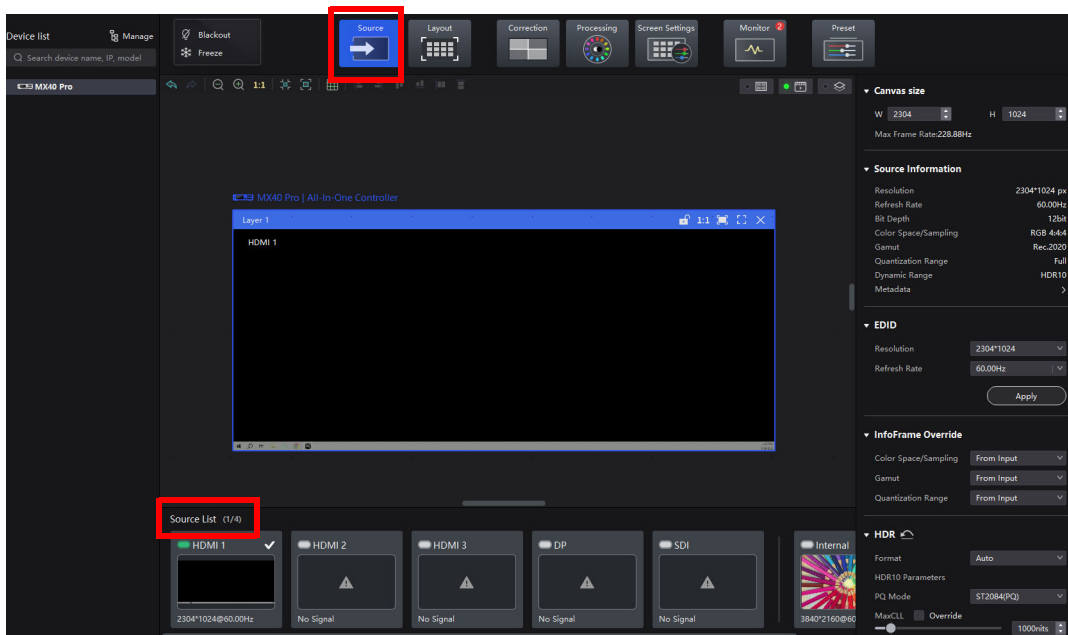 Device list
Manage
Search device name, IP, model
MX40 Pro
Blackout
Freeze
Source
Layout
Correction
Processing
Screen Settings
Monitor
2
Preset
1:1
MX40 Pro | All-In-One Controller
Layer 1
1:1
HDMI 1
Source List (1/4)
HDMI 1
2304*1024@60.00Hz
HDMI 2
No Signal
HDMI 3
No Signal
DP
No Signal
SDI
No Signal
Internal
3840*2160@60
Canvas size
W 2304 H 1024
Max Frame Rate:228.88Hz
Source Information
Resolution 2304*1024 px
Refresh Rate 60.00Hz
Bit Depth 12bit
Color Space/Sampling RGB 4:4:4
Gamut Rec.2020
Quantization Range Full
Dynamic Range HDR10
Metadata
EDID
Resolution 2304*1024
Refresh Rate 60.00Hz
Apply
InfoFrame Override
Color Space/Sampling From Input
Gamut From Input
Quantization Range From Input
HDR
Format Auto
HDR10 Parameters
PQ Mode ST2084(PQ)
MaxCLL Override
1000nits